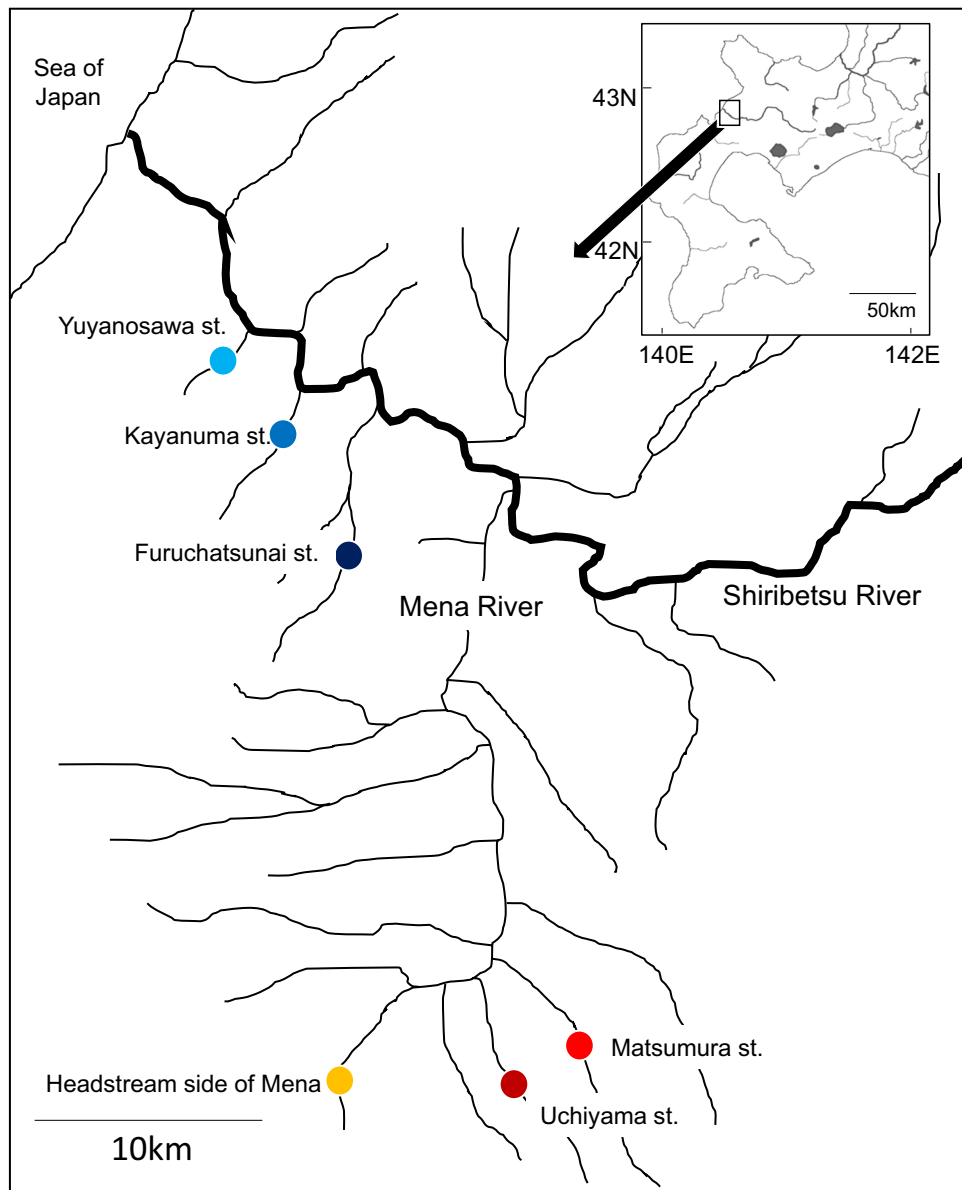 Sea of
Japan
43N
42N
50km
140E
142E
Yuyanosawa st.
Kayanuma st.
Furuchatsunai st.
Mena River
Shiribetsu River
Matsumura st.
Headstream side of Mena
Uchiyama st.
10km